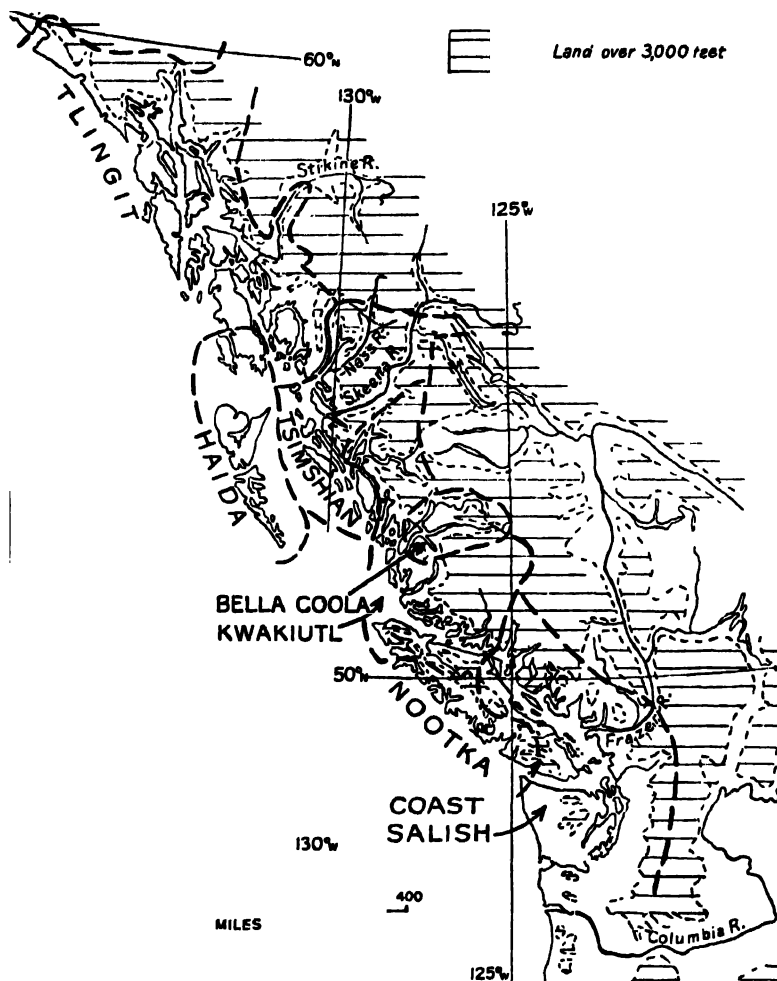 60°N
Land over 3,000 feet
130°W
TLINGIT
Stikine R.
125°W
Nass R.
Skeena R.
HAIDA
TSIMSHIAN
BELLA COOLA
KWAKIUTL
50°N
NOOTKA
Frazer R.
COAST
SALISH
130°W
400
MILES
Columbia R.
125°W